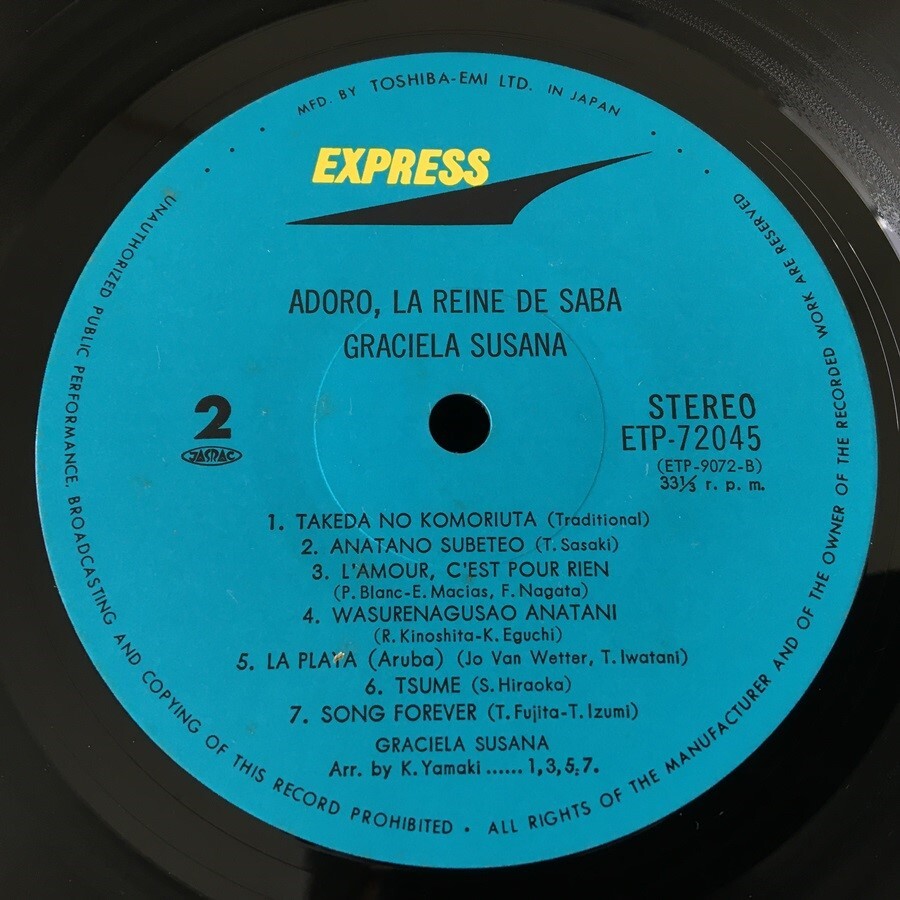 MFD. BY TOSHIBA-EMI LTD. IN JAPAN
EXPRESS
ADORO, LA REINE DE SABA
GRACIELA SUSANA
2
JASRAC
STEREO
ETP-72045
(ETP-9072-B)
33⅓ r. p. m.
1. TAKEDA NO KOMORIUTA (Traditional)
2. ANATANO SUBETEO (T. Sasaki)
3. L'AMOUR, C'EST POUR RIEN
(P. Blanc-E. Macias, F. Nagata)
4. WASURENAGUSAO ANATANI
(R. Kinoshita-K. Eguchi)
5. LA PLAYA (Aruba) (Jo Van Wetter, T. Iwatani)
6. TSUME (S. Hiraoka)
7. SONG FOREVER (T. Fujita-T. Izumi)
GRACIELA SUSANA
Arr. by K. Yamaki ...... 1,3,5,7.
UNAUTHORIZED PUBLIC PERFORMANCE, BROADCASTING AND COPYING OF THIS RECORD PROHIBITED • ALL RIGHTS OF THE MANUFACTURER AND OF THE OWNER OF THE RECORDED WORK ARE RESERVED